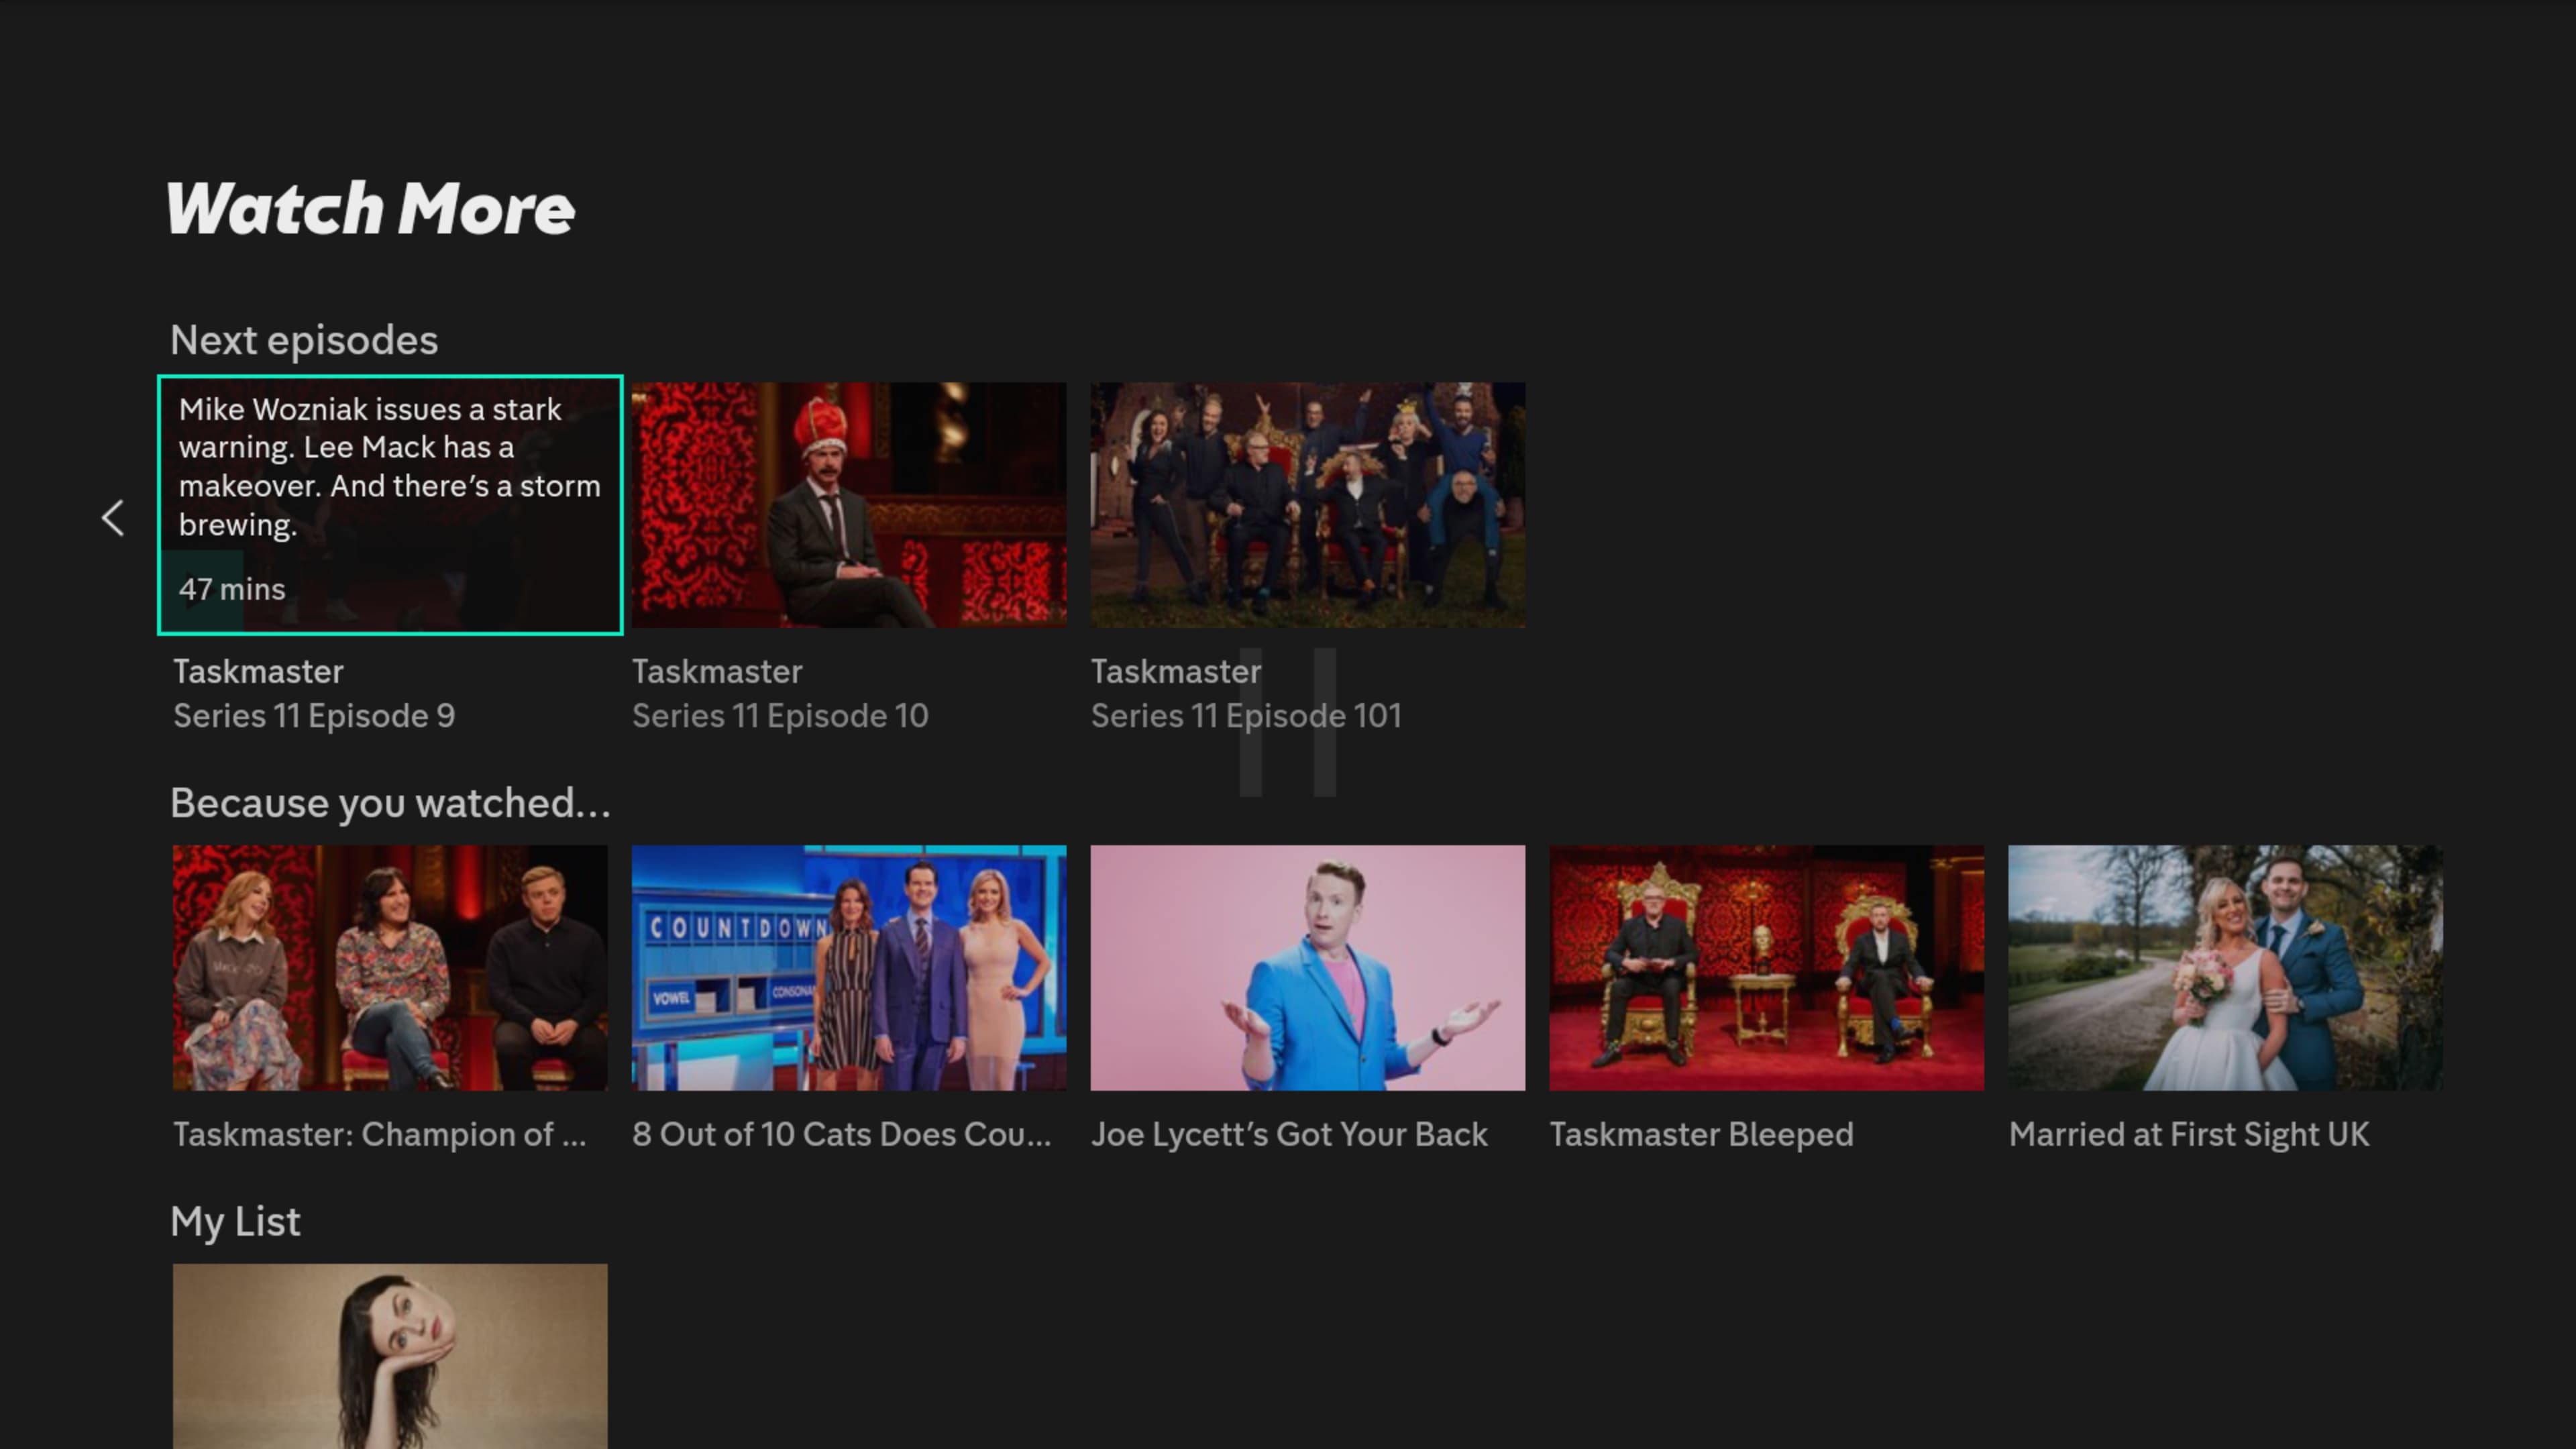 Watch More
Next episodes
Mike Wozniak issues a stark
warning. Lee Mack has a
makeover. And there's a storm
brewing.
47 mins
Taskmaster
Series 11 Episode 9
Taskmaster
Series 11 Episode 10
Taskmaster
Series 11 Episode 101
Because you watched...
COUNTDOWN
VOWEL
CONSONA
Taskmaster: Champion of ...
8 Out of 10 Cats Does Cou...
Joe Lycett's Got Your Back
Taskmaster Bleeped
Married at First Sight UK
My List